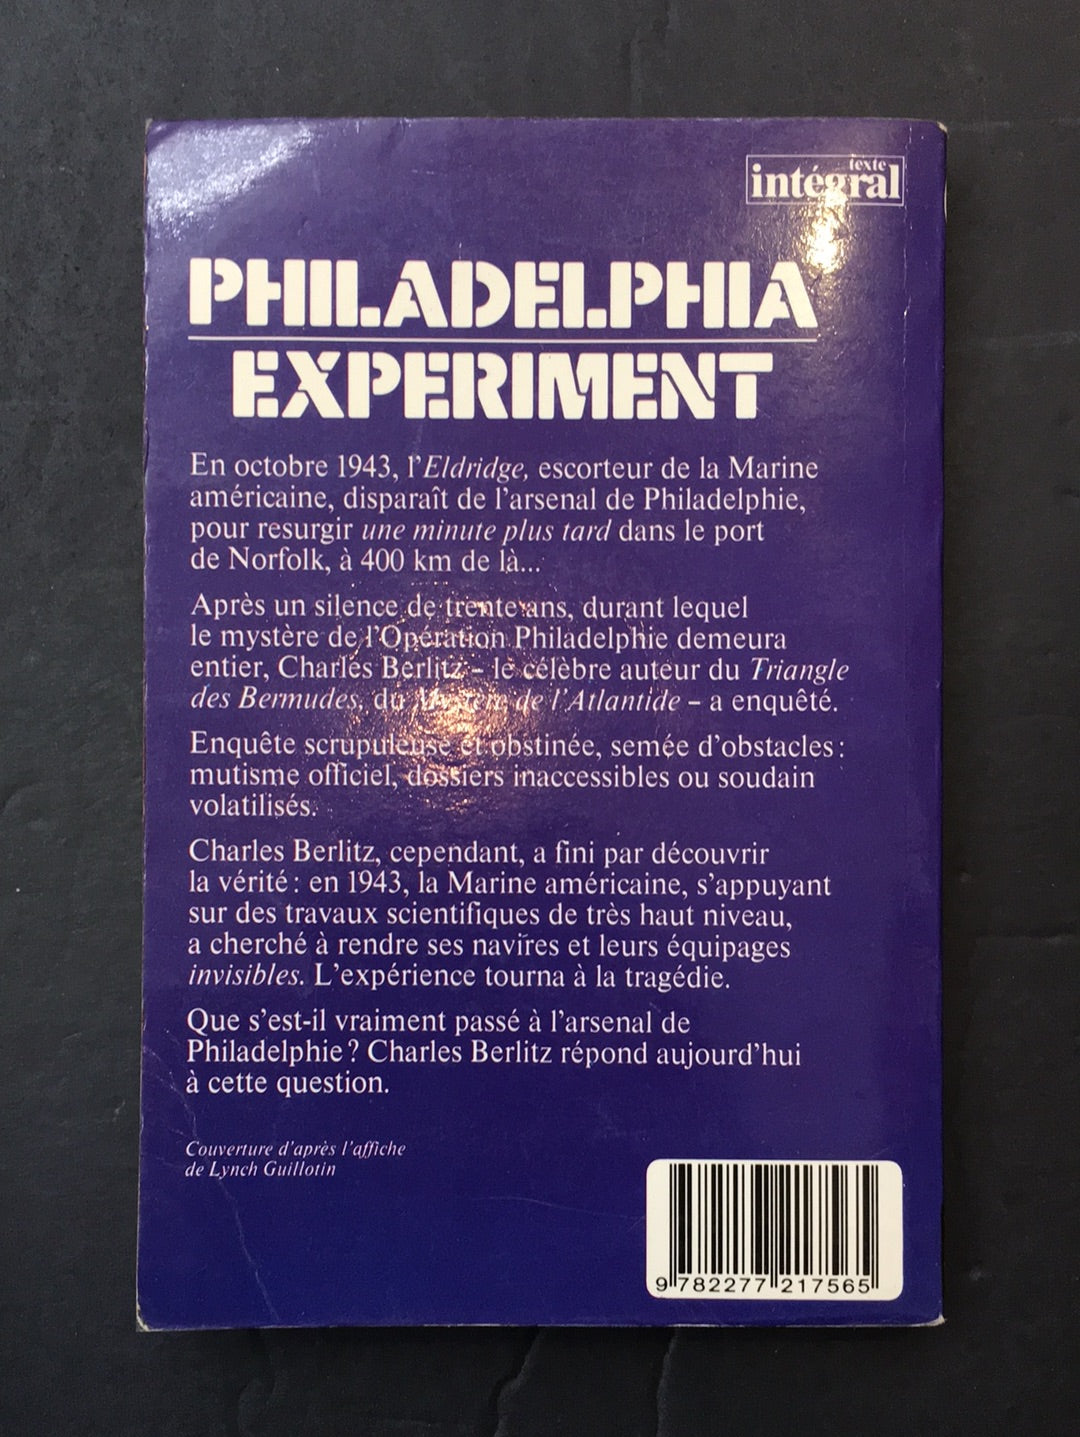 texte
intégral
PHILADELPHIA
EXPERIMENT
En octobre 1943, l'Eldridge, escorteur de la Marine
américaine, disparaît de l'arsenal de Philadelphie,
pour resurgir une minute plus tard dans le port
de Norfolk, à 400 km de là...
Après un silence de trente ans, durant lequel
le mystère de l'Opération Philadelphie demeura
entier, Charles Berlitz – le célèbre auteur du Triangle
des Bermudes, du Mystère de l'Atlantide – a enquêté.
Enquête scrupuleuse et obstinée, semée d'obstacles :
mutisme officiel, dossiers inaccessibles ou soudain
volatilisés.
Charles Berlitz, cependant, a fini par découvrir
la vérité : en 1943, la Marine américaine, s'appuyant
sur des travaux scientifiques de très haut niveau,
a cherché à rendre ses navires et leurs équipages
invisibles. L'expérience tourna à la tragédie.
Que s'est-il vraiment passé à l'arsenal de
Philadelphie ? Charles Berlitz répond aujourd'hui
à cette question.
Couverture d'après l'affiche
de Lynch Guillotin
9 782277 217565